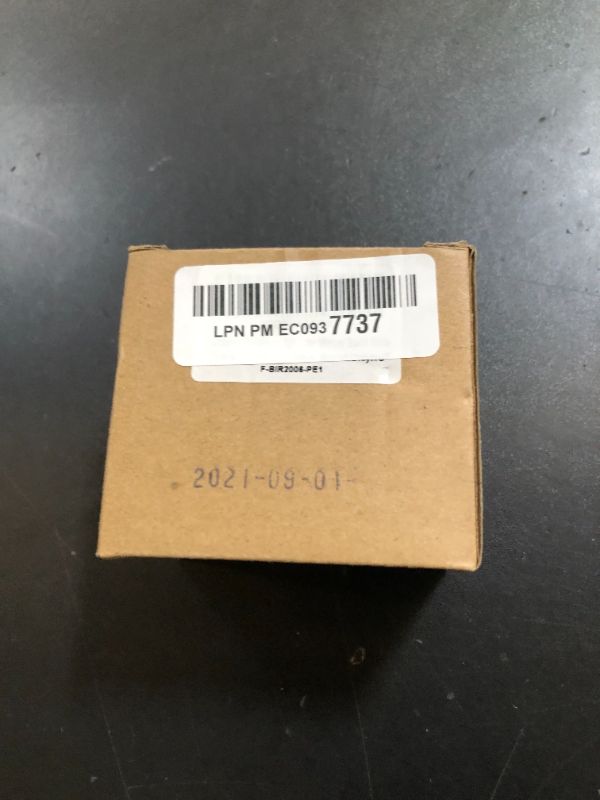 LPN PM EC093 7737
F-BIR2006-PE1
2021-09-01-